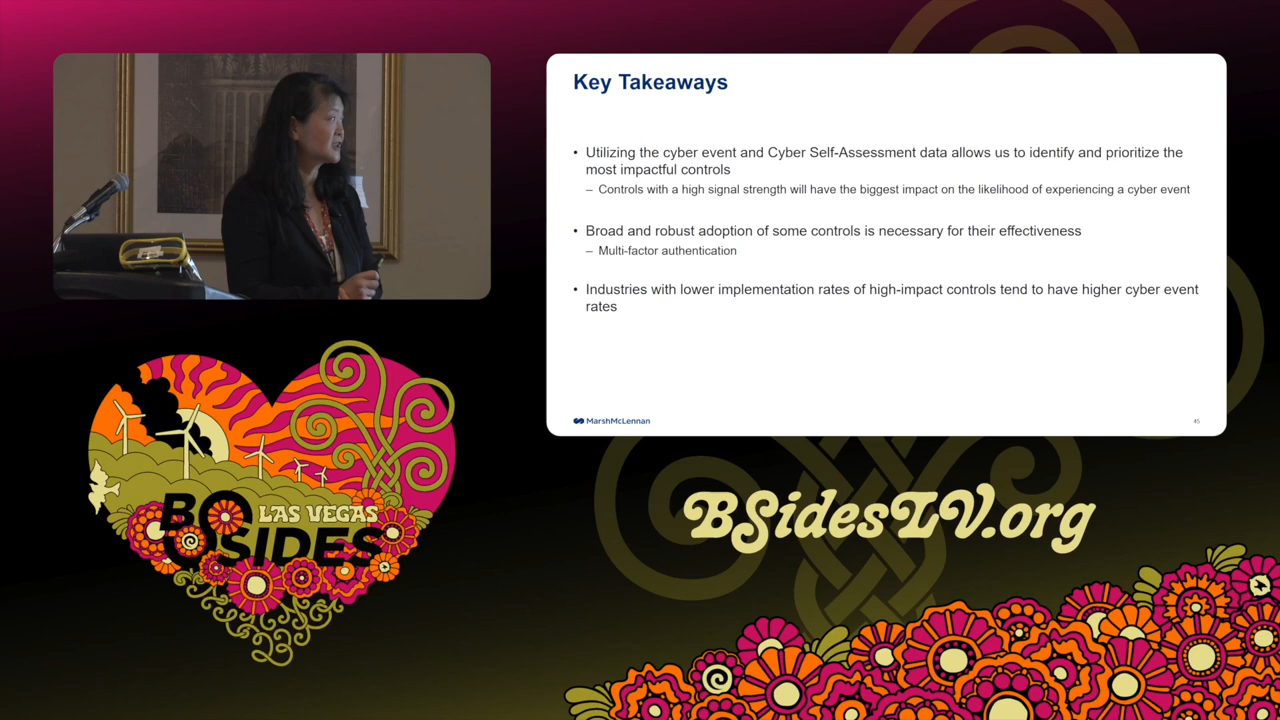 Key Takeaways
• Utilizing the cyber event and Cyber Self-Assessment data allows us to identify and prioritize the
most impactful controls
– Controls with a high signal strength will have the biggest impact on the likelihood of experiencing a cyber event
• Broad and robust adoption of some controls is necessary for their effectiveness
– Multi-factor authentication
• Industries with lower implementation rates of high-impact controls tend to have higher cyber event
rates
MarshMcLennan
45
LAS VEGAS
BSidesLV.org